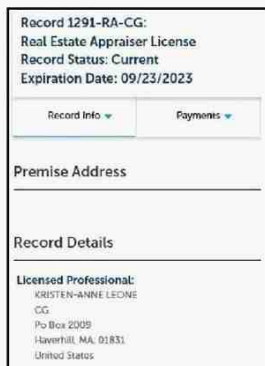 Record 1291-RA-CG:
Real Estate Appraiser License
Record Status: Current
Expiration Date: 09/23/2023
Record Info Payments
Premise Address
Record Details
Licensed Professional:
KRISTEN-ANNE LEONE
CG
Po Box 2009
Haverhill, MA, 01831
United States